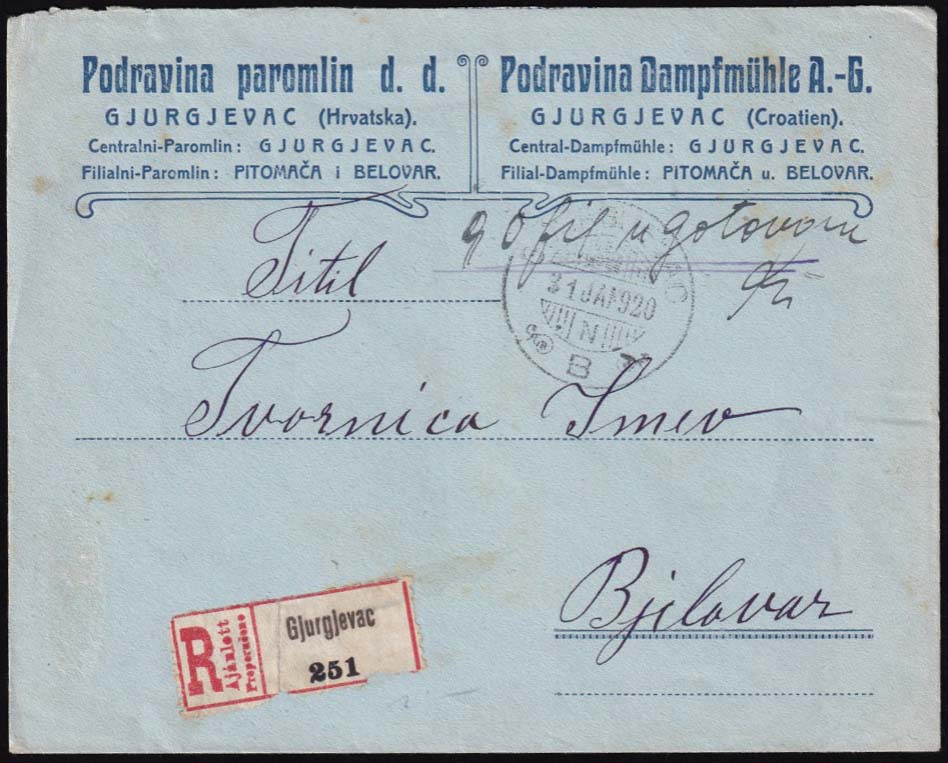 Podravina paromlin d. d.
GJURGJEVAC (Hrvatska).
Centralni-Paromlin: GJURGJEVAC.
Filialni-Paromlin: PITOMAČA i BELOVAR.
Podravina Dampfmühle A.-G.
GJURGJEVAC (Croatien).
Central-Dampfmühle: GJURGJEVAC.
Filial-Dampfmühle: PITOMAČA u. BELOVAR.
90 fil u gotovom
Titl
31 JAN 920
N
B
Tvornica Smev
Bjelovar
R
Ajánlott
Preporučeno
Gjurgjevac
251